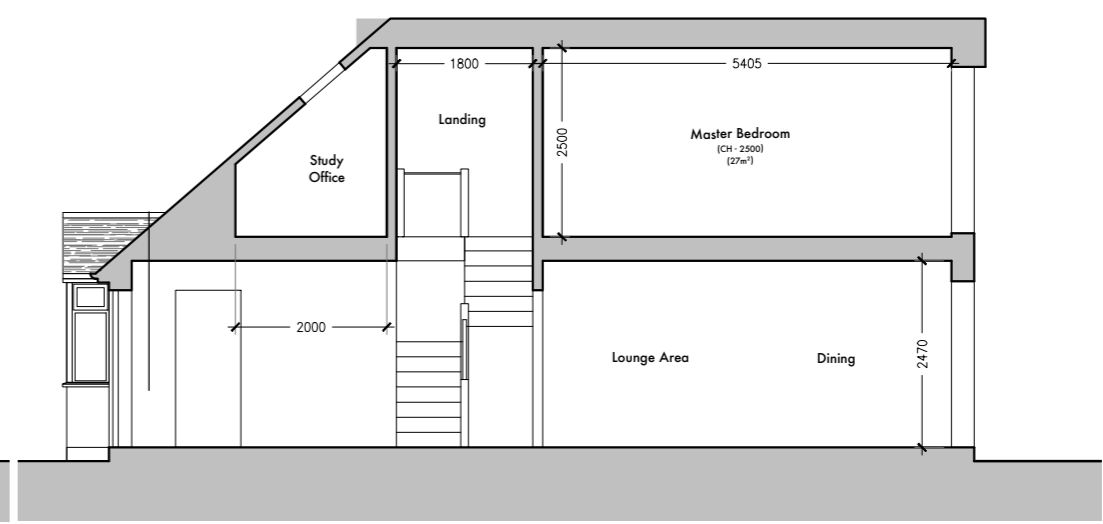 1800
5405
Landing
2500
Master Bedroom
(CH - 2500)
(27m²)
Study
Office
2000
Lounge Area
Dining
2470